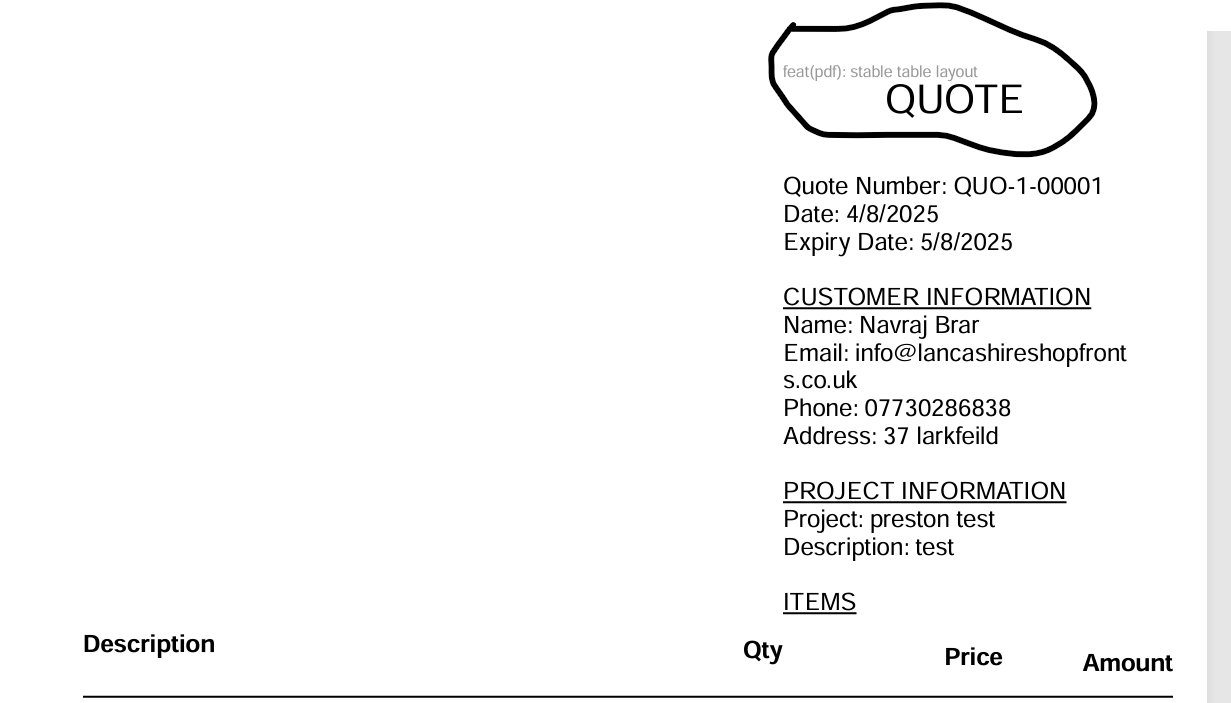 feat(pdf): stable table layout
QUOTE
Quote Number: QUO-1-00001
Date: 4/8/2025
Expiry Date: 5/8/2025
CUSTOMER INFORMATION
Name: Navraj Brar
Email: info@lancashireshopfront
s.co.uk
Phone: 07730286838
Address: 37 larkfeild
PROJECT INFORMATION
Project: preston test
Description: test
ITEMS
Description Qty Price Amount